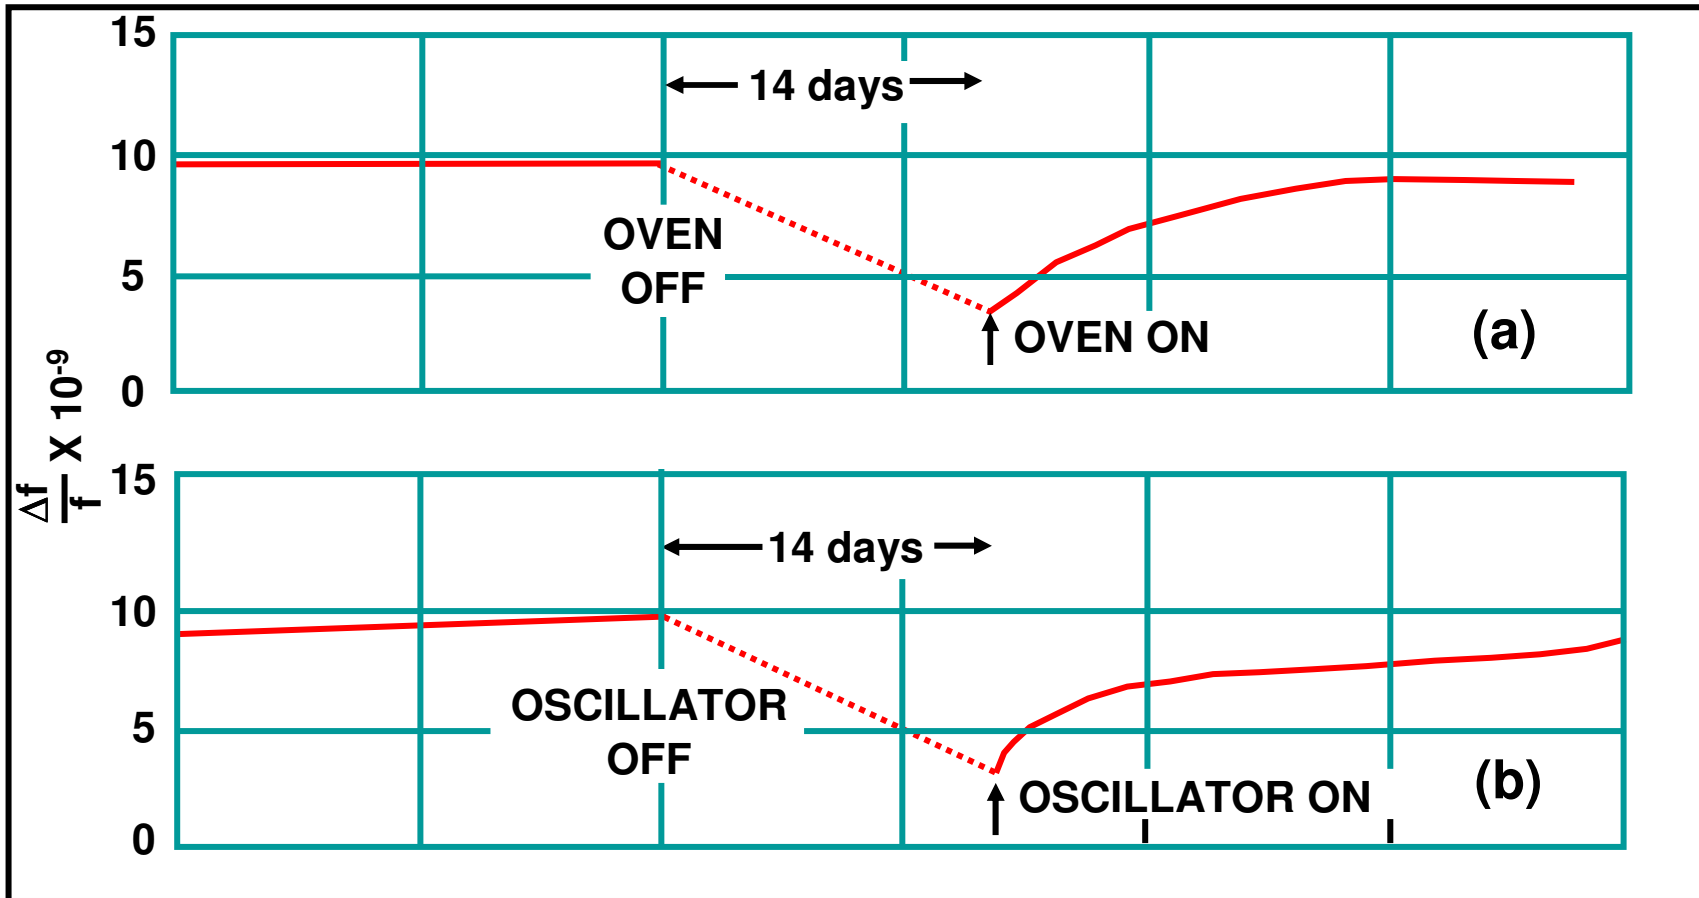 15
14 days
10
OVEN
OFF
5
OVEN ON
(a)
0
Δf
f
X 10-9
15
14 days
10
OSCILLATOR
OFF
5
OSCILLATOR ON
(b)
0